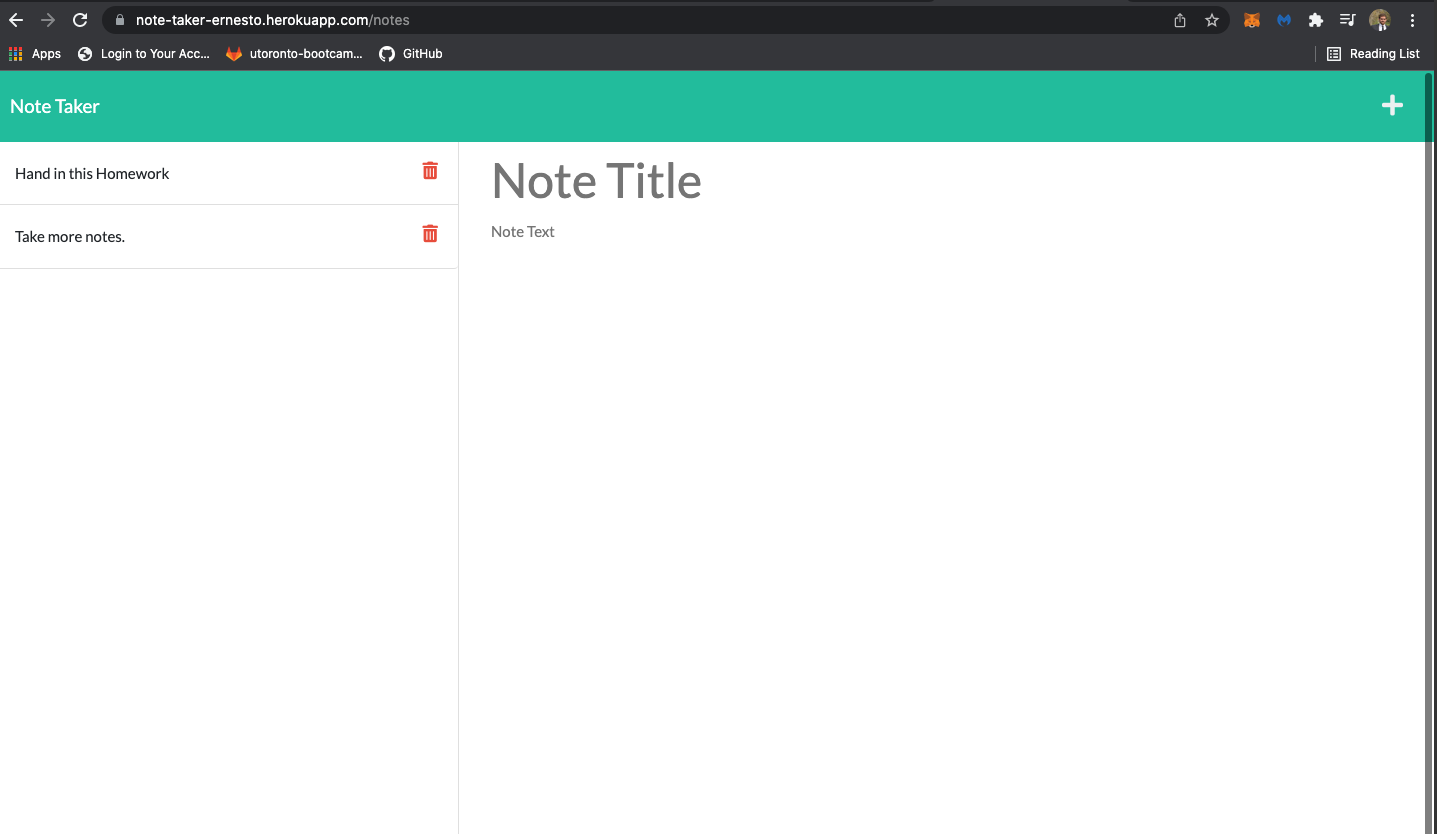 note-taker-ernesto.herokuapp.com/notes
Apps Login to Your Acc... utoronto-bootcam... GitHub Reading List
Note Taker
Hand in this Homework
Take more notes.
Note Title
Note Text